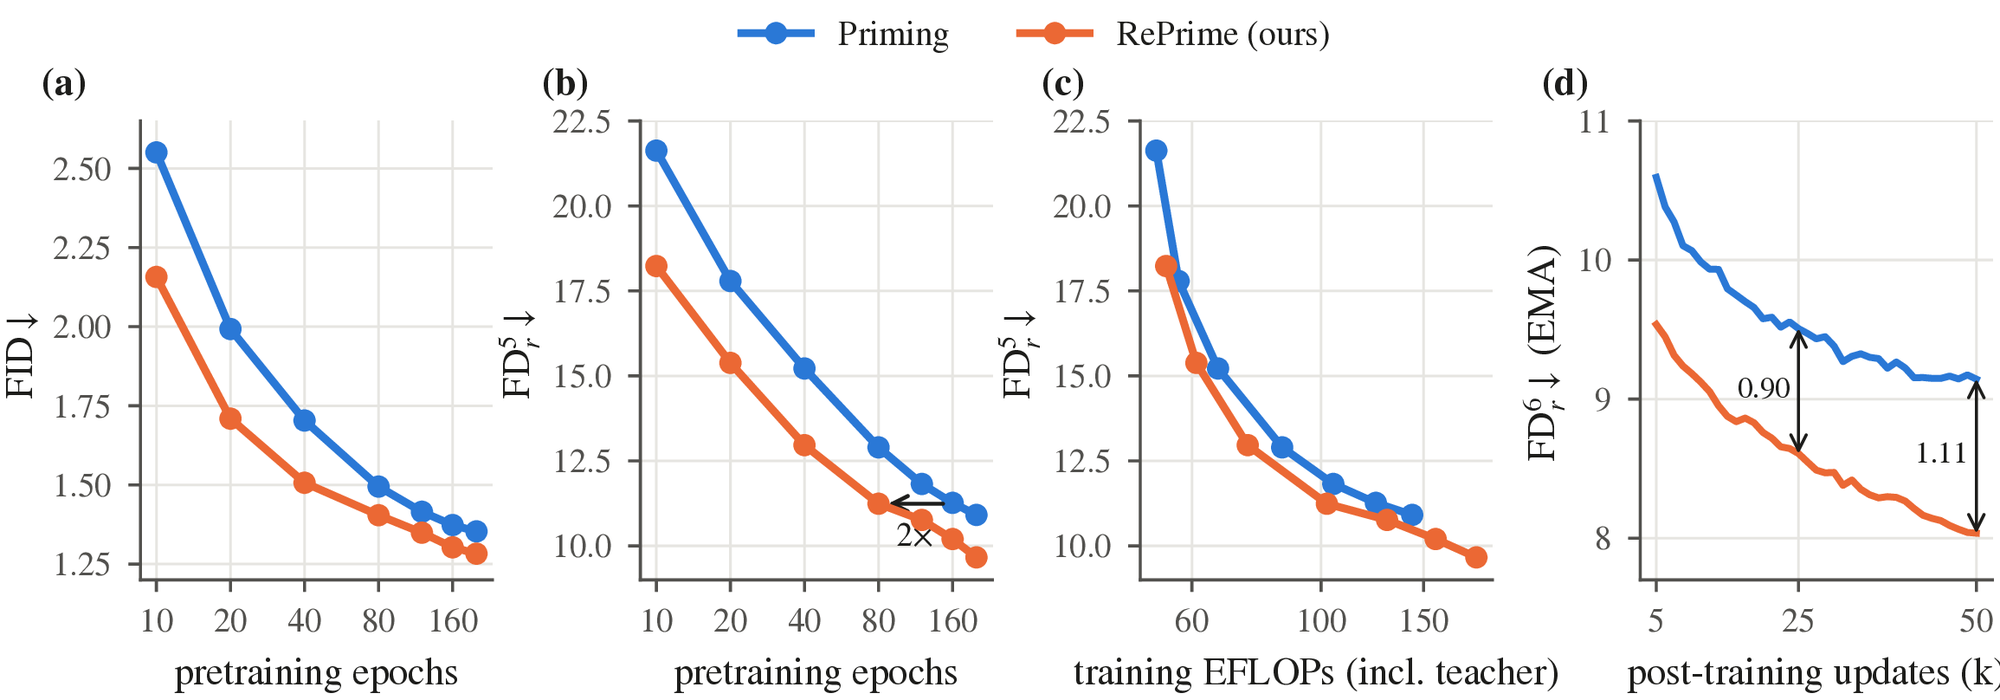 Priming RePrime (ours)
(a) (b) (c) (d)
FID ↓
2.50
2.25
2.00
1.75
1.50
1.25
10 20 40 80 160
pretraining epochs
FD_r^5 ↓
22.5
20.0
17.5
15.0
12.5
10.0
2×
10 20 40 80 160
pretraining epochs
FD_r^5 ↓
22.5
20.0
17.5
15.0
12.5
10.0
60 100 150
training EFLOPs (incl. teacher)
FD_r^6 ↓ (EMA)
11
10
9
8
0.90
1.11
5 25 50
post-training updates (k)